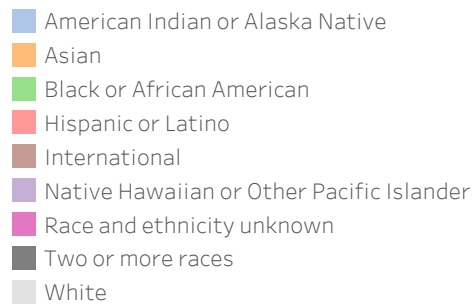 American Indian or Alaska Native
Asian
Black or African American
Hispanic or Latino
International
Native Hawaiian or Other Pacific Islander
Race and ethnicity unknown
Two or more races
White